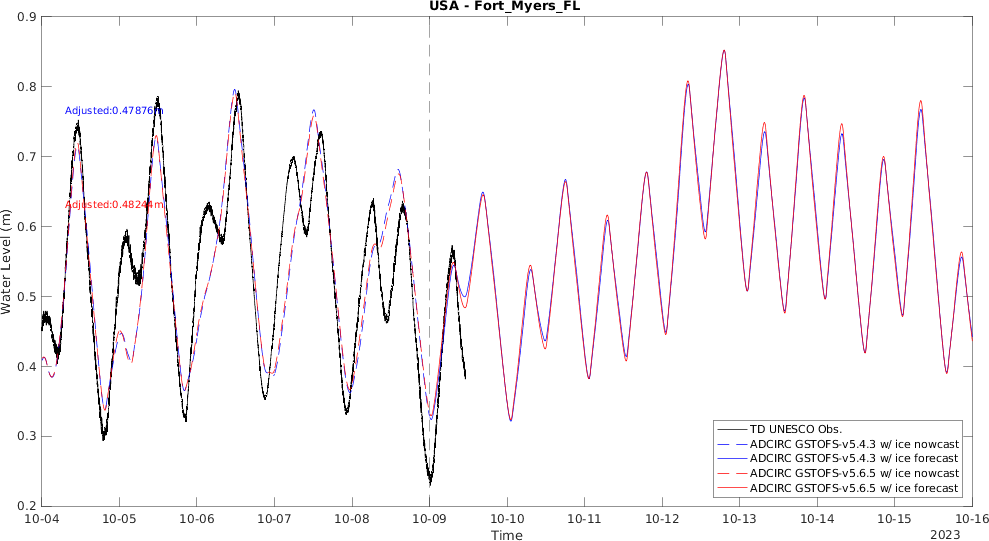 USA - Fort_Myers_FL
0.9
0.8
0.7
0.6
0.5
0.4
0.3
0.2
Water Level (m)
Adjusted:0.47876m
Adjusted:0.48244m
TD UNESCO Obs.
ADCIRC GSTOFS-v5.4.3 w/ ice nowcast
ADCIRC GSTOFS-v5.4.3 w/ ice forecast
ADCIRC GSTOFS-v5.6.5 w/ ice nowcast
ADCIRC GSTOFS-v5.6.5 w/ ice forecast
10-04 10-05 10-06 10-07 10-08 10-09 10-10 10-11 10-12 10-13 10-14 10-15 10-16
Time
2023